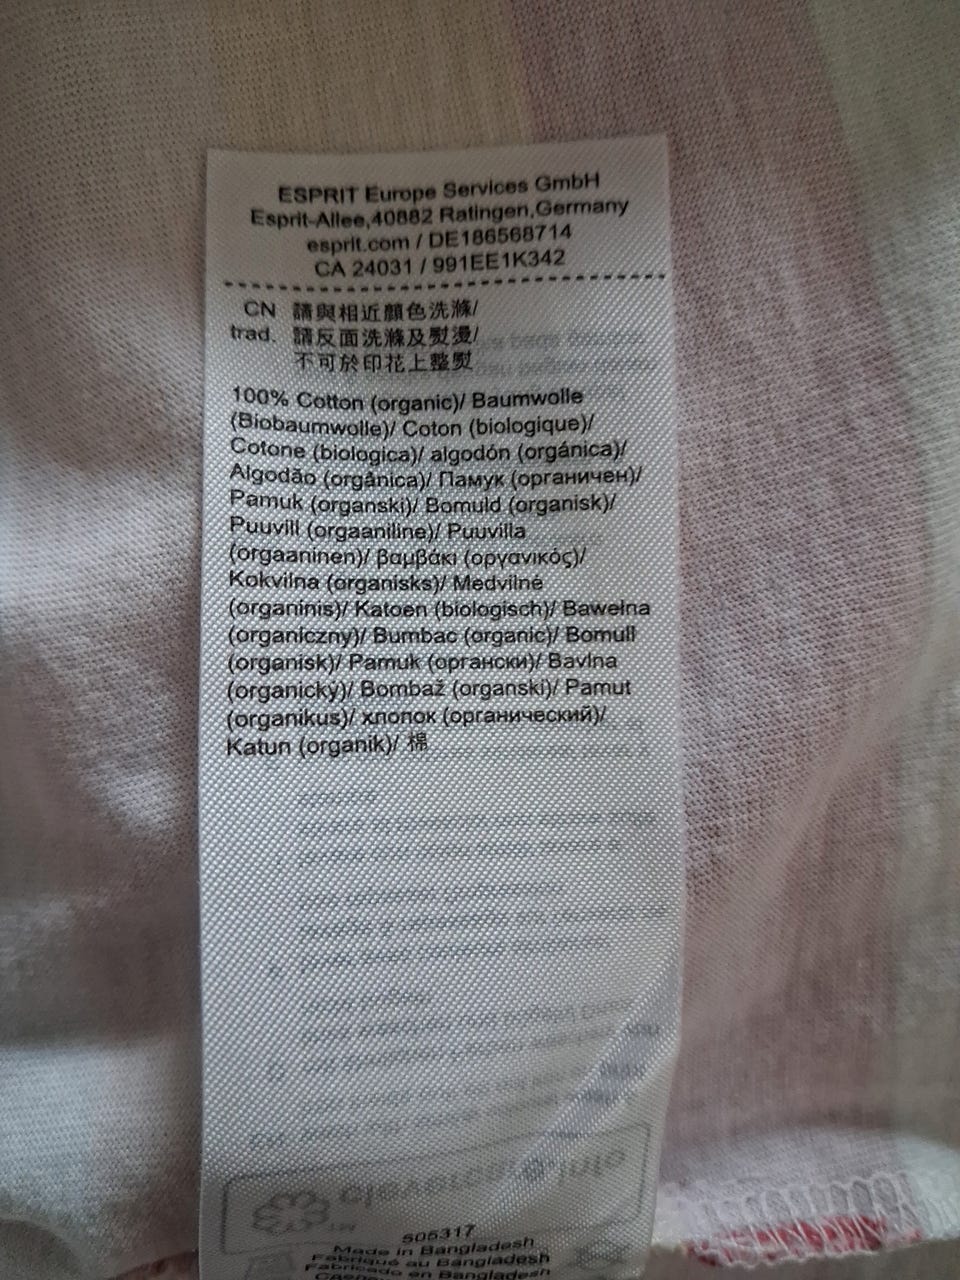 ESPRIT Europe Services GmbH
Esprit-Allee,40882 Ratingen,Germany
esprit.com / DE186568714
CA 24031 / 991EE1K342
CN 請與相近顏色洗滌/
trad. 請反面洗滌及熨燙/
不可於印花上整熨
100% Cotton (organic)/ Baumwolle
(Biobaumwolle)/ Coton (biologique)/
Cotone (biologica)/ algodón (orgánica)/
Algodão (orgânica)/ Памук (органичен)/
Pamuk (organski)/ Bomuld (organisk)/
Puuvill (orgaaniline)/ Puuvilla
(orgaaninen)/ βαμβάκι (οργανικός)/
Kokvilna (organisks)/ Medvilnė
(organinis)/ Katoen (biologisch)/ Bawełna
(organiczny)/ Bumbac (organic)/ Bomull
(organisk)/ Pamuk (органски)/ Bavlna
(organický)/ Bombaž (organski)/ Pamut
(organikus)/ хлопок (органический)/
Katun (organik)/ 棉
S05317
Made in Bangladesh
Fabriqué au Bangladesh
Fabricado en Bangladesh